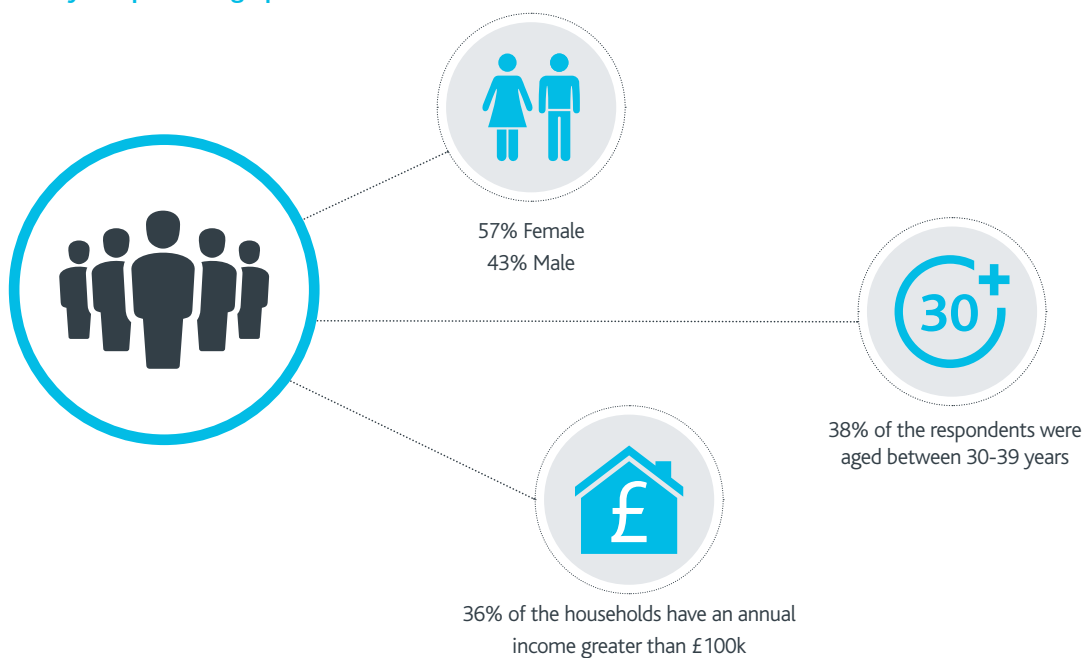 57% Female
43% Male
30+
38% of the respondents were
aged between 30-39 years
£
36% of the households have an annual
income greater than £100k